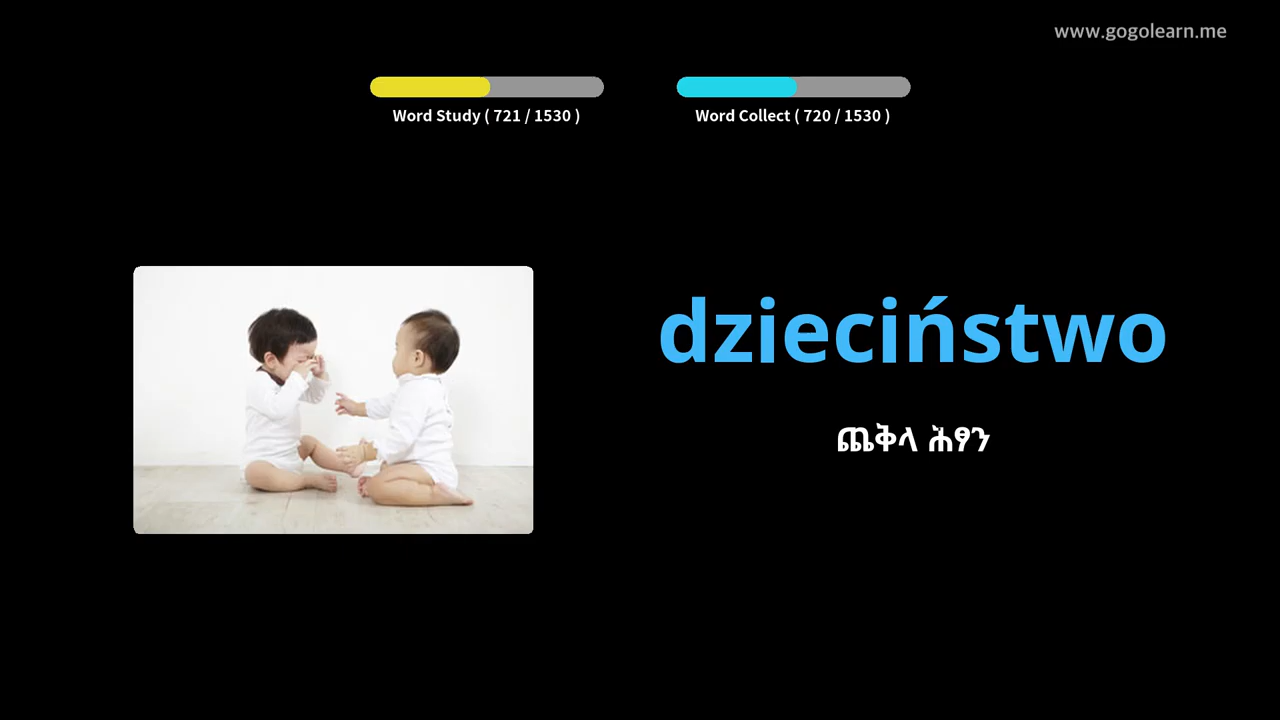 www.gogolearn.me
Word Study ( 721 / 1530 )
Word Collect ( 720 / 1530 )
dzieciństwo
ጨቅላ ሕፃን